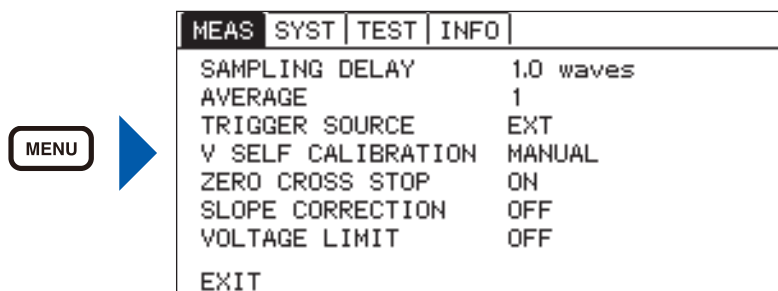 MEAS SYST TEST INFO
SAMPLING DELAY 1.0 waves
AVERAGE 1
TRIGGER SOURCE EXT
MENU
V SELF CALIBRATION MANUAL
ZERO CROSS STOP ON
SLOPE CORRECTION OFF
VOLTAGE LIMIT OFF
EXIT